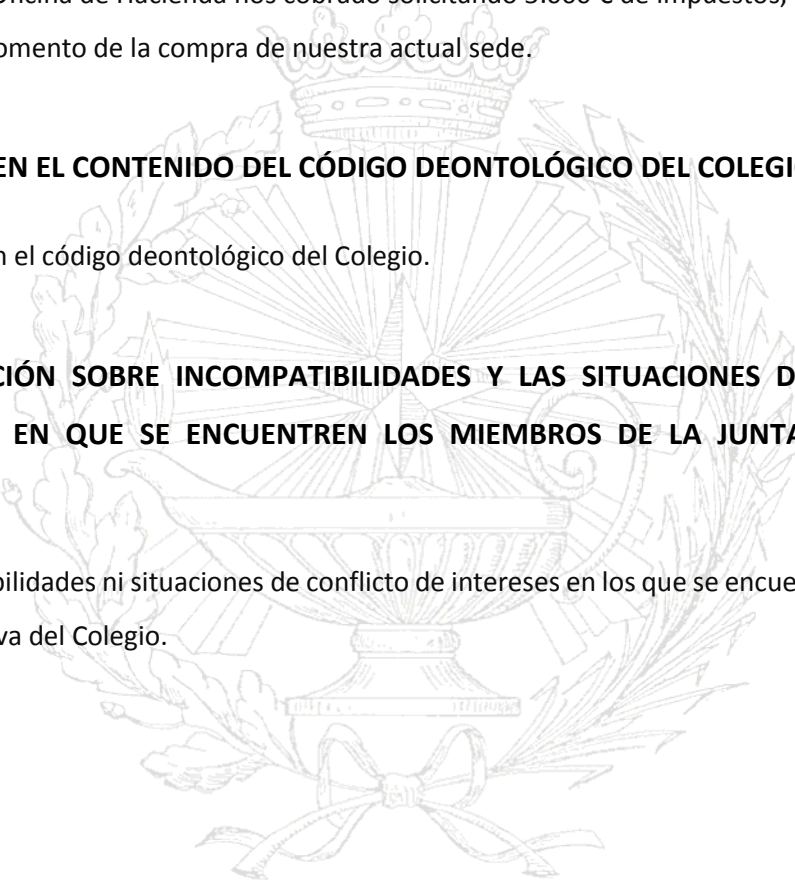 Oficina de Hacienda nos cobrado solicitando 3.000 € de impuestos,
omento de la compra de nuestra actual sede.
EN EL CONTENIDO DEL CÓDIGO DEONTOLÓGICO DEL COLEGI
n el código deontológico del Colegio.
CIÓN SOBRE INCOMPATIBILIDADES Y LAS SITUACIONES D
EN QUE SE ENCUENTREN LOS MIEMBROS DE LA JUNTA
bilidades ni situaciones de conflicto de intereses en los que se encue
va del Colegio.